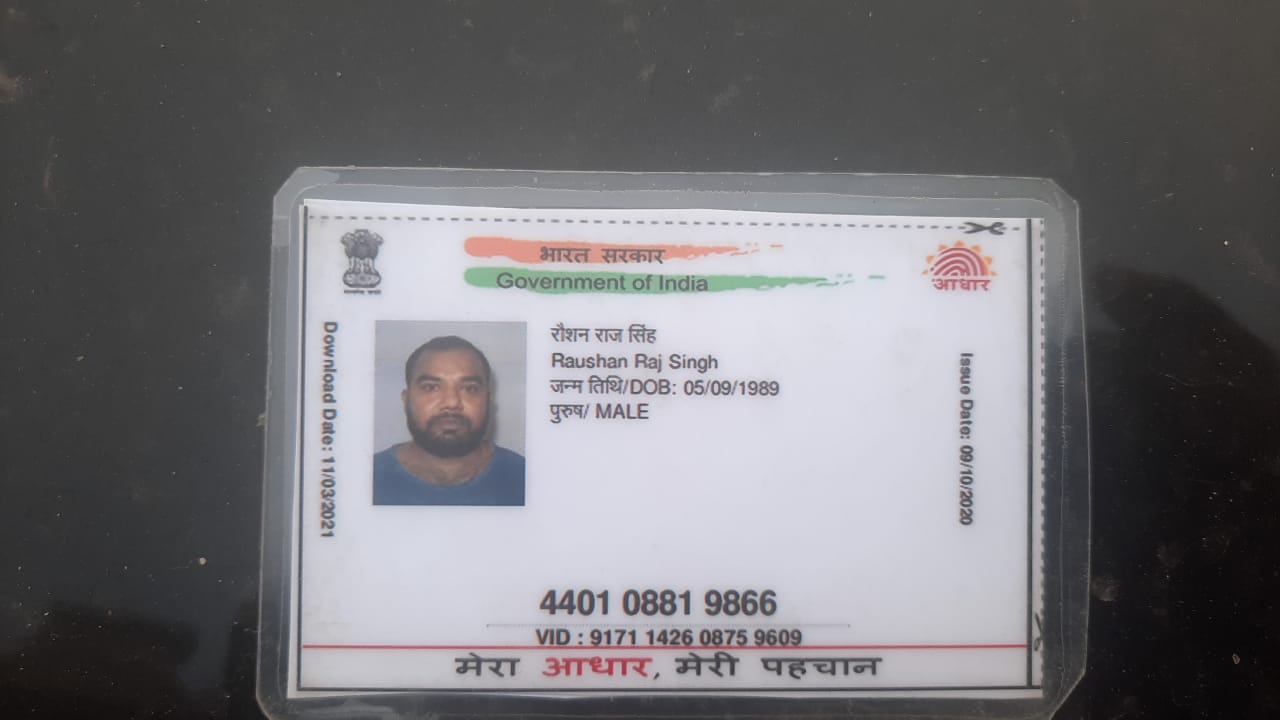 भारत सरकार
Government of India
आधार
Download Date: 11/03/2021
रौशन राज सिंह
Raushan Raj Singh
जन्म तिथि/DOB: 05/09/1989
पुरुष/ MALE
Issue Date: 09/10/2020
4401 0881 9866
VID : 9171 1426 0875 9609
मेरा आधार, मेरी पहचान